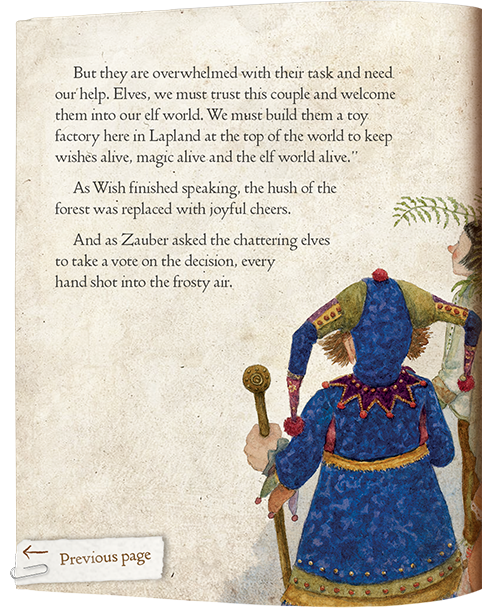 But they are overwhelmed with their task and need
our help. Elves, we must trust this couple and welcome
them into our elf world. We must build them a toy
factory here in Lapland at the top of the world to keep
wishes alive, magic alive and the elf world alive.”
As Wish finished speaking, the hush of the
forest was replaced with joyful cheers.
And as Zauber asked the chattering elves
to take a vote on the decision, every
hand shot into the frosty air.
← Previous page